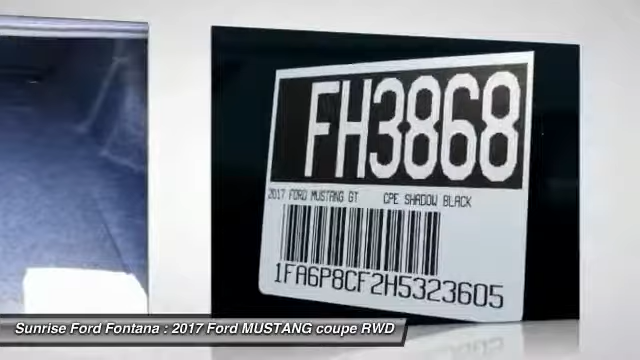 FH3868
2017 FORD MUSTANG GT CPE SHADOW BLACK
1FA6P8CF2H5323605
Sunrise Ford Fontana : 2017 Ford MUSTANG coupe RWD